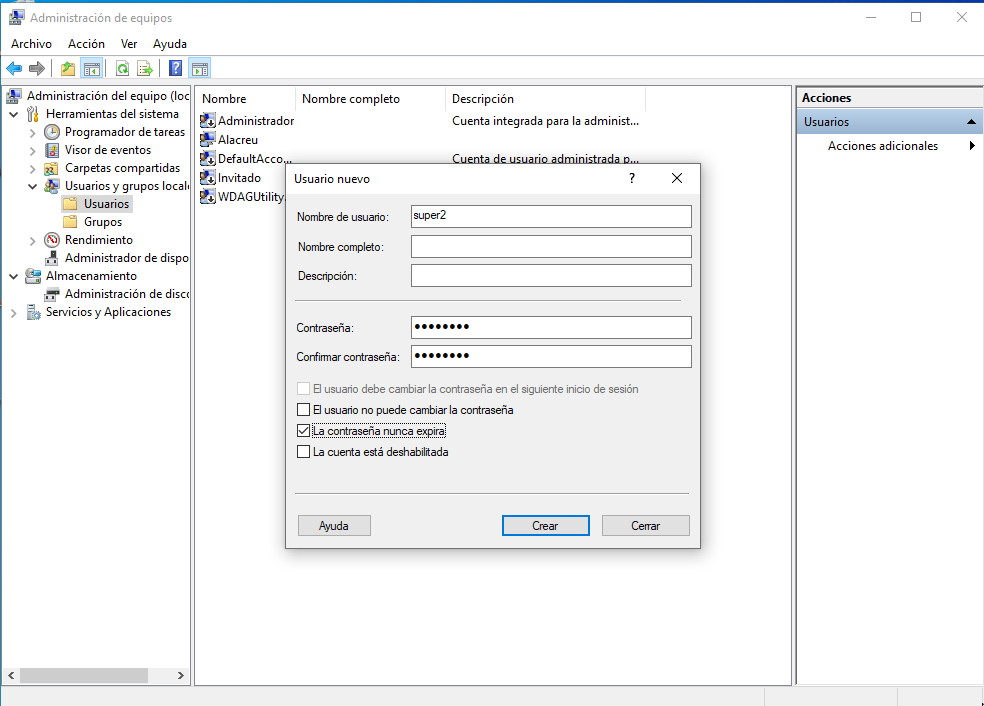 Administración de equipos
Archivo Acción Ver Ayuda
Administración del equipo (loc
Herramientas del sistema
Programador de tareas
Visor de eventos
Carpetas compartidas
Usuarios y grupos locale
Usuarios
Grupos
Rendimiento
Administrador de dispo
Almacenamiento
Administración de disco
Servicios y Aplicaciones
Nombre Nombre completo Descripción
Administrador Cuenta integrada para la administ...
Alacreu
DefaultAcco... Cuenta de usuario administrada p...
Invitado
WDAGUtility
Usuario nuevo ?
Nombre de usuario: super2
Nombre completo:
Descripción:
Contraseña: ●●●●●●●●
Confirmar contraseña: ●●●●●●●●
El usuario debe cambiar la contraseña en el siguiente inicio de sesión
El usuario no puede cambiar la contraseña
La contraseña nunca expira
La cuenta está deshabilitada
Ayuda Crear Cerrar
Acciones
Usuarios
Acciones adicionales